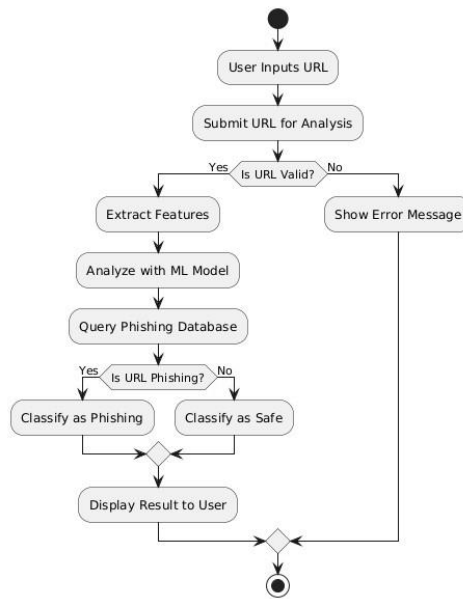 User Inputs URL
Submit URL for Analysis
Is URL Valid?
Yes
No
Extract Features
Show Error Message
Analyze with ML Model
Query Phishing Database
Is URL Phishing?
Yes
No
Classify as Phishing
Classify as Safe
Display Result to User